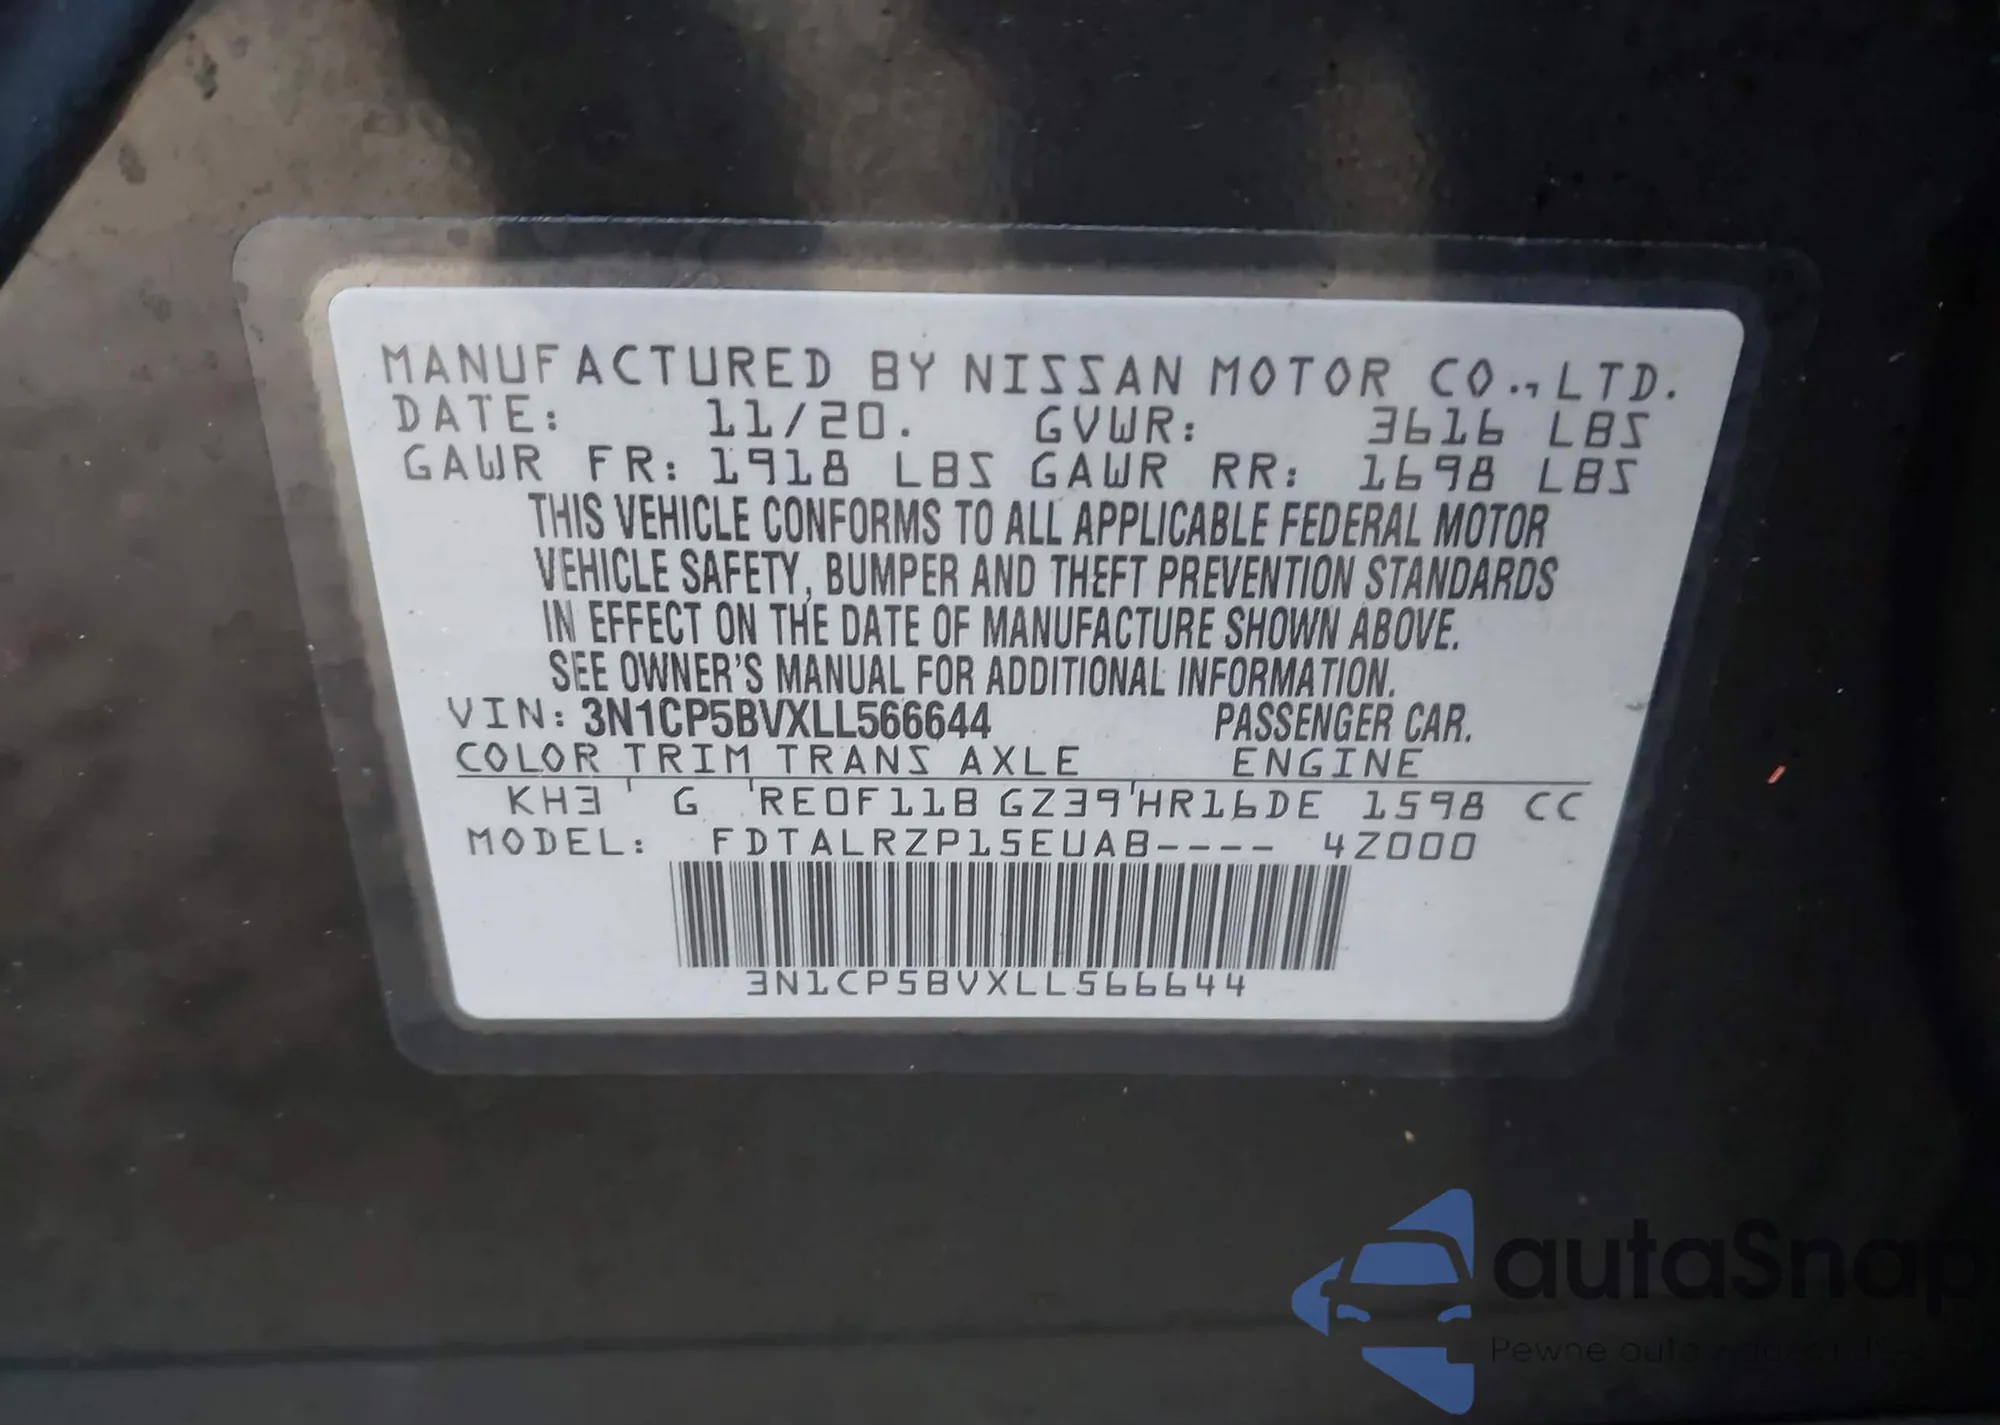 MANUFACTURED BY NISSAN MOTOR CO., LTD.
DATE: 11/20. GVWR: 3616 LBS
GAWR FR: 1918 LBS GAWR RR: 1698 LBS
THIS VEHICLE CONFORMS TO ALL APPLICABLE FEDERAL MOTOR
VEHICLE SAFETY, BUMPER AND THEFT PREVENTION STANDARDS
IN EFFECT ON THE DATE OF MANUFACTURE SHOWN ABOVE.
SEE OWNER'S MANUAL FOR ADDITIONAL INFORMATION.
VIN: 3N1CP5BVXLL566644 PASSENGER CAR.
COLOR TRIM TRANS AXLE ENGINE
KH3 ' G 'RE0F11B GZ39'HR16DE 1598 CC
MODEL: FDTALRZP15EUAB---- 4Z000
3N1CP5BVXLL566644
autaSnap
Pewne auta